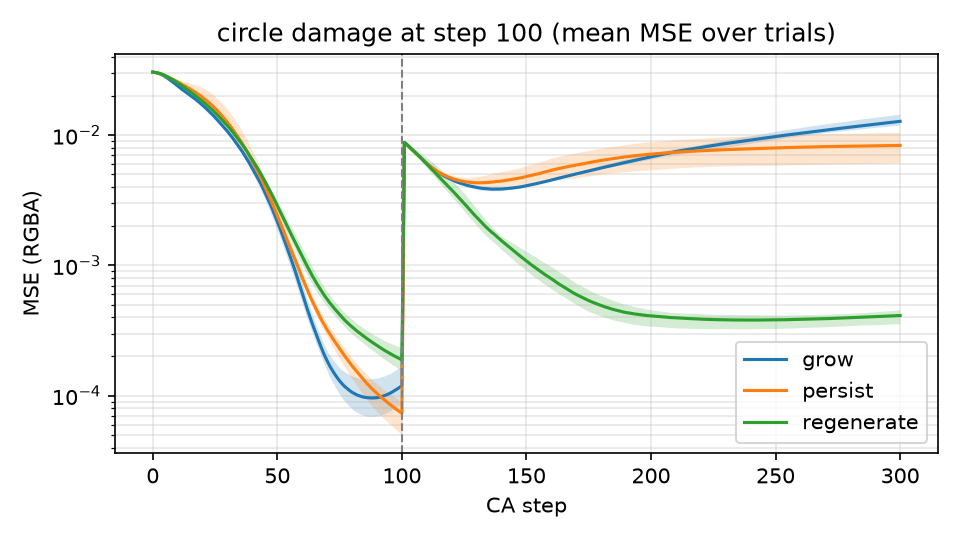 circle damage at step 100 (mean MSE over trials)
MSE (RGBA)
10⁻²
10⁻³
10⁻⁴
0 50 100 150 200 250 300
CA step
grow
persist
regenerate